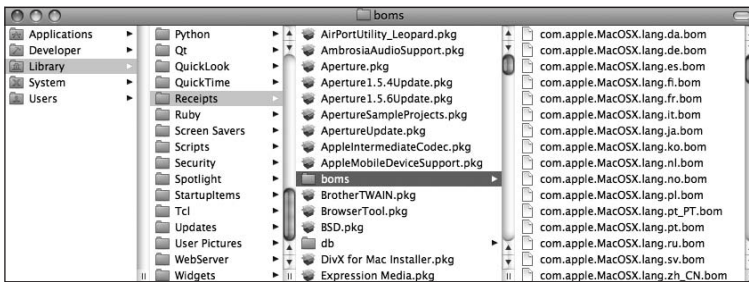 boms
Applications
Developer
Library
System
Users
Python
Qt
QuickLook
QuickTime
Receipts
Ruby
Screen Savers
Scripts
Security
Spotlight
StartupItems
Tcl
Updates
User Pictures
WebServer
Widgets
AirPortUtility_Leopard.pkg
AmbrosiaAudioSupport.pkg
Aperture.pkg
Aperture1.5.4Update.pkg
Aperture1.5.6Update.pkg
ApertureSampleProjects.pkg
ApertureUpdate.pkg
AppleIntermediateCodec.pkg
AppleMobileDeviceSupport.pkg
boms
BrotherTWAIN.pkg
BrowserTool.pkg
BSD.pkg
db
DivX for Mac Installer.pkg
Expression Media.pkg
com.apple.MacOSX.lang.da.bom
com.apple.MacOSX.lang.de.bom
com.apple.MacOSX.lang.es.bom
com.apple.MacOSX.lang.fi.bom
com.apple.MacOSX.lang.fr.bom
com.apple.MacOSX.lang.it.bom
com.apple.MacOSX.lang.ja.bom
com.apple.MacOSX.lang.ko.bom
com.apple.MacOSX.lang.nl.bom
com.apple.MacOSX.lang.no.bom
com.apple.MacOSX.lang.pl.bom
com.apple.MacOSX.lang.pt_PT.bom
com.apple.MacOSX.lang.pt.bom
com.apple.MacOSX.lang.ru.bom
com.apple.MacOSX.lang.sv.bom
com.apple.MacOSX.lang.zh_CN.bom